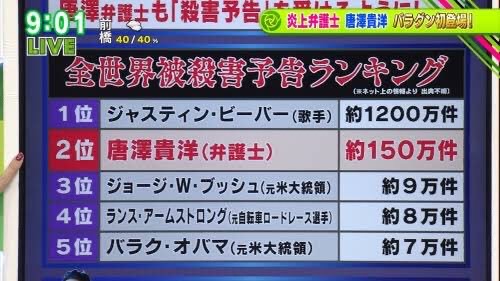 唐澤弁護士も「殺害予告」を受けるように!
9:01
LIVE
前橋
40/40%
炎上弁護士 唐澤貴洋 バラダン初登場!
全世界被殺害予告ランキング
(※ネット上の情報より 出典不明)
1位 ジャスティン・ビーバー(歌手) 約1200万件
2位 唐澤貴洋(弁護士) 約150万件
3位 ジョージ・W・ブッシュ(元米大統領) 約9万件
4位 ランス・アームストロング(元自転車ロードレース選手) 約8万件
5位 バラク・オバマ(元米大統領) 約7万件